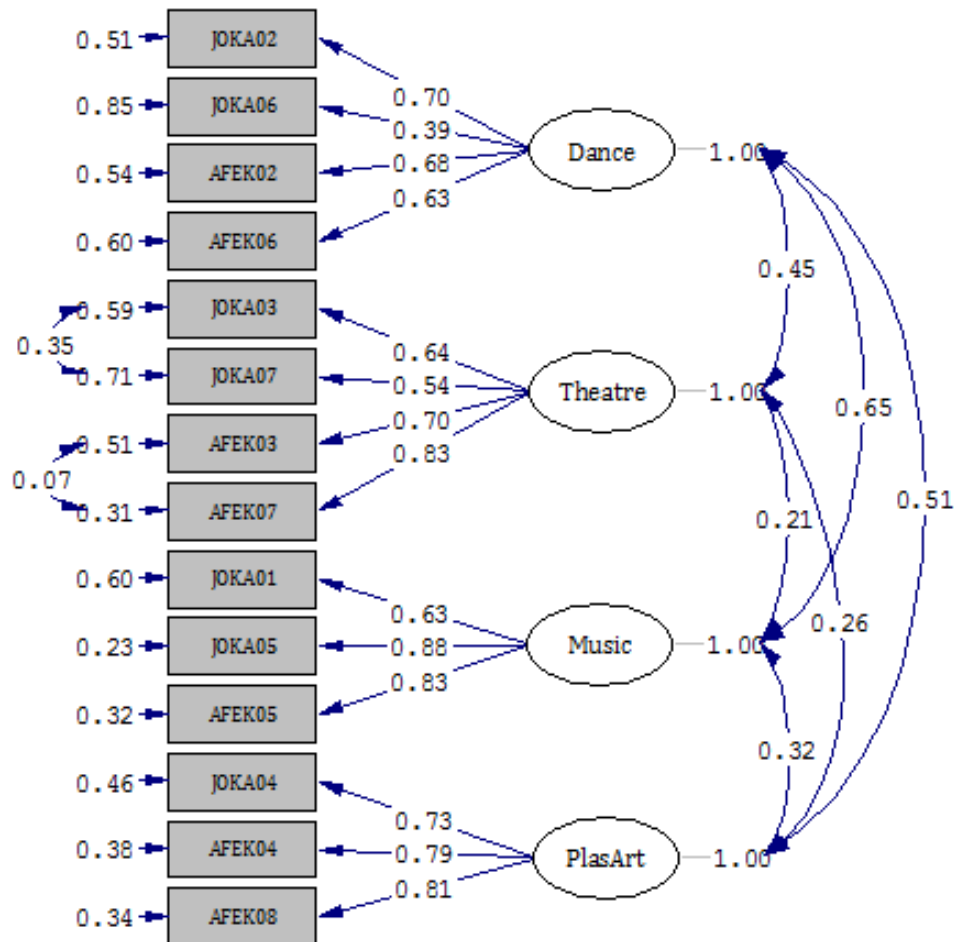 0.51 JOKA02
0.70
0.85 JOKA06
0.39
0.54 AFEK02
0.68
0.60 AFEK06
0.63
Dance 1.00
0.45
0.59 JOKA03
0.64
0.35
0.71 JOKA07
0.54
0.51 AFEK03
0.70
0.07
0.31 AFEK07
0.83
Theatre 1.00
0.65
0.51
0.21
0.60 JOKA01
0.63
0.23 JOKA05
0.88
0.32 AFEK05
0.83
Music 1.00
0.26
0.32
0.46 JOKA04
0.73
0.38 AFEK04
0.79
0.34 AFEK08
0.81
PlasArt 1.00